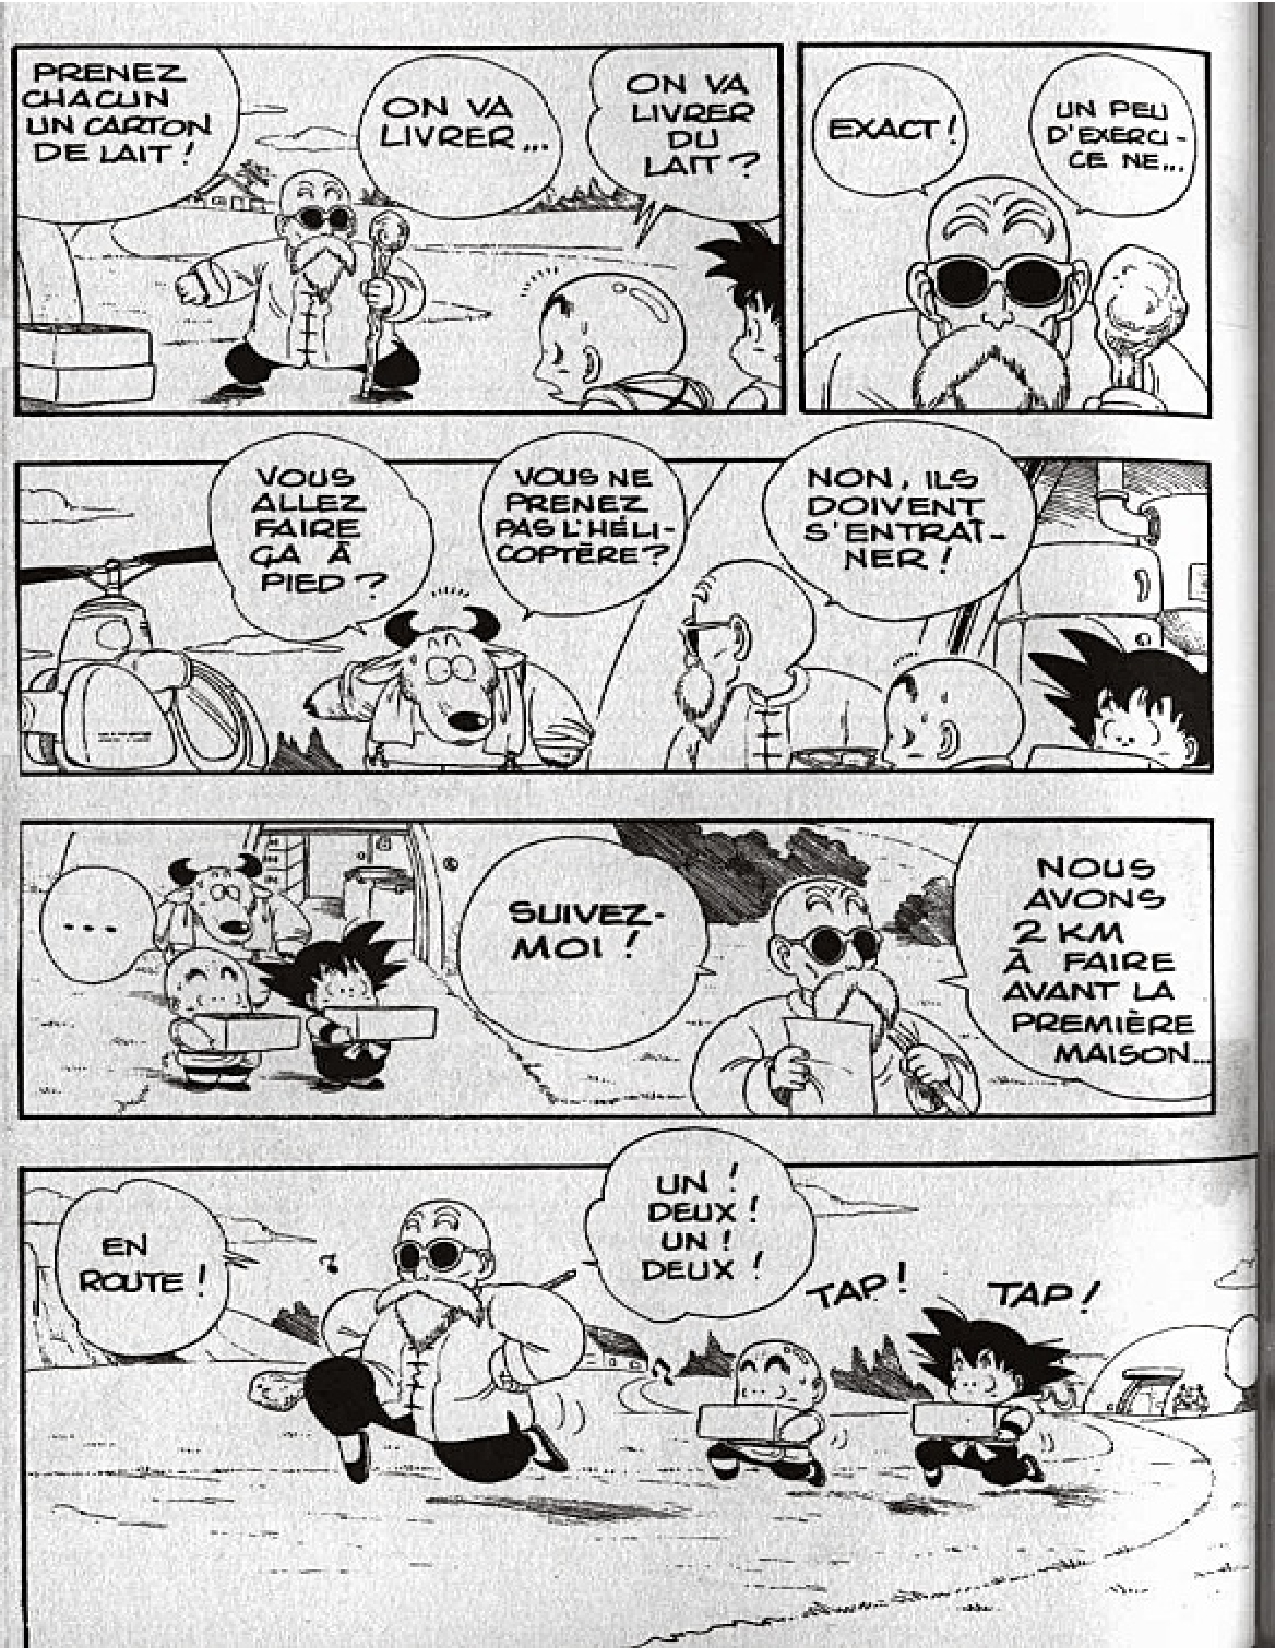 PRENEZ
CHACUN
UN CARTON
DE LAIT !
ON VA
LIVRER...
ON VA
LIVRER
DU
LAIT ?
EXACT !
UN PEU
D'EXERCI-
CE NE...
VOUS
ALLEZ
FAIRE
ÇA À
PIED ?
VOUS NE
PRENEZ
PAS L'HÉLI-
COPTÈRE ?
NON, ILS
DOIVENT
S'ENTRAÎ-
NER !
...
SUIVEZ-
MOI !
NOUS
AVONS
2 KM
À FAIRE
AVANT LA
PREMIÈRE
MAISON...
EN
ROUTE !
UN !
DEUX !
UN !
DEUX !
TAP !
TAP !